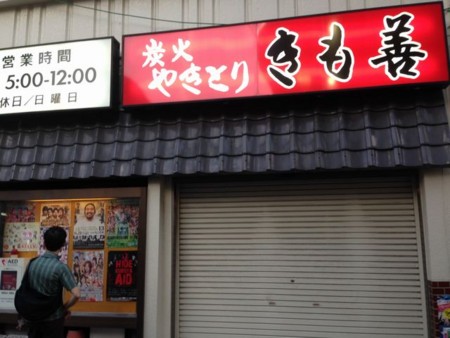 営業時間
5:00-12:00
休日/日曜日
炭火
やきとり
きも善
AED